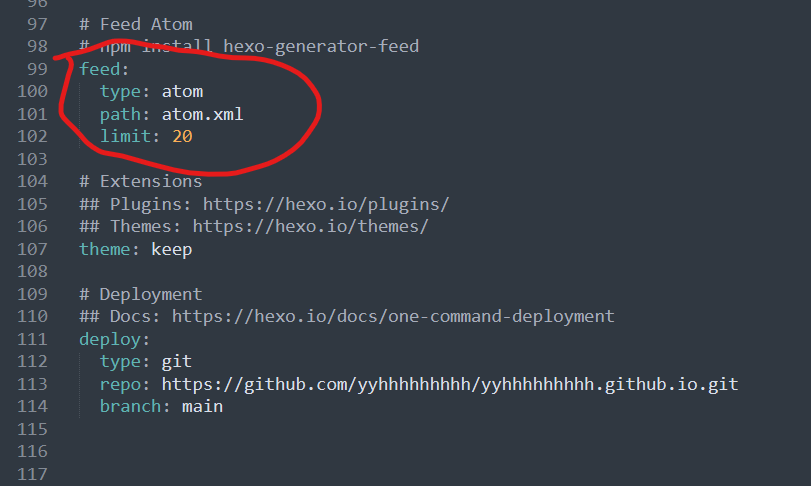 96
97 # Feed Atom
98 # npm install hexo-generator-feed
99 feed:
100 type: atom
101 path: atom.xml
102 limit: 20
103
104 # Extensions
105 ## Plugins: https://hexo.io/plugins/
106 ## Themes: https://hexo.io/themes/
107 theme: keep
108
109 # Deployment
110 ## Docs: https://hexo.io/docs/one-command-deployment
111 deploy:
112 type: git
113 repo: https://github.com/yyhhhhhhhhh/yyhhhhhhhhh.github.io.git
114 branch: main
115
116
117